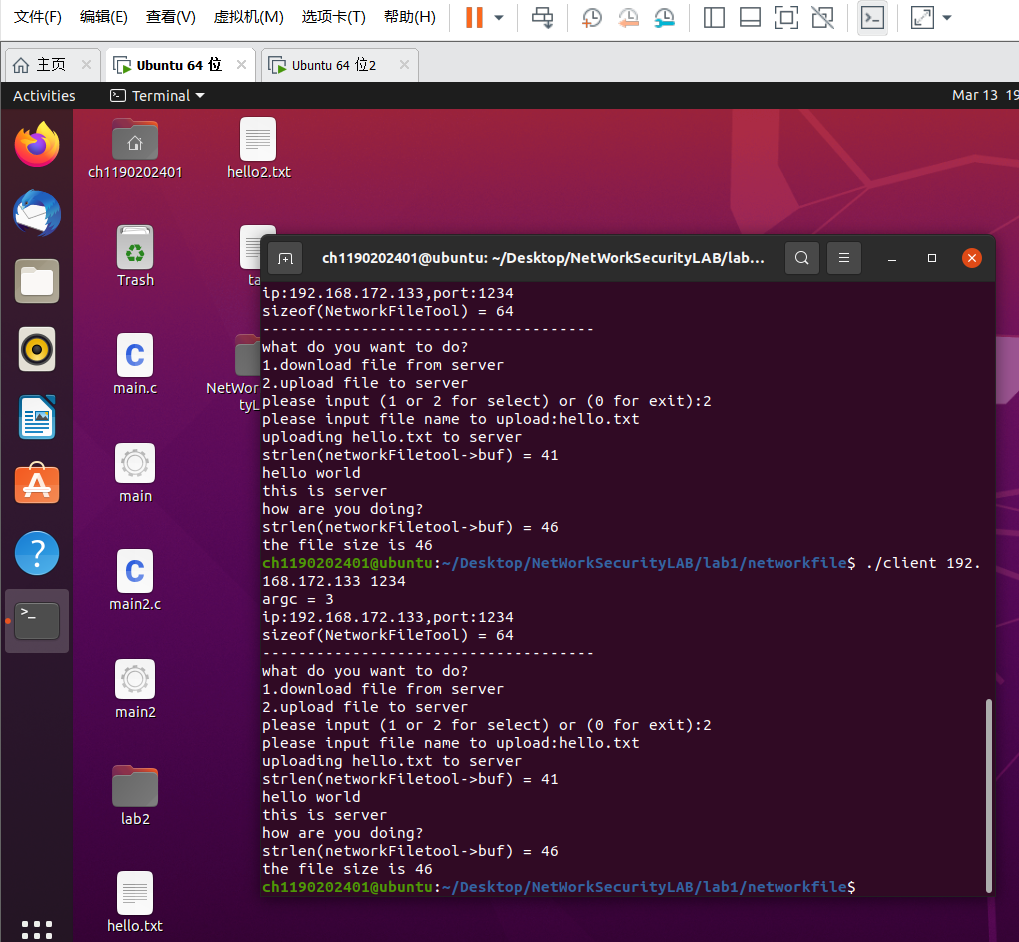 文件(F) 编辑(E) 查看(V) 虚拟机(M) 选项卡(T) 帮助(H)
主页 Ubuntu 64 位 Ubuntu 64 位2
Activities Terminal Mar 13 19
ch1190202401
hello2.txt
Trash
ta
main.c
NetWor
tyL
main
main2.c
main2
lab2
hello.txt
ch1190202401@ubuntu: ~/Desktop/NetWorkSecurityLAB/lab...
ip:192.168.172.133,port:1234
sizeof(NetworkFileTool) = 64
-------------------------------------
what do you want to do?
1.download file from server
2.upload file to server
please input (1 or 2 for select) or (0 for exit):2
please input file name to upload:hello.txt
uploading hello.txt to server
strlen(networkFiletool->buf) = 41
hello world
this is server
how are you doing?
strlen(networkFiletool->buf) = 46
the file size is 46
ch1190202401@ubuntu:~/Desktop/NetWorkSecurityLAB/lab1/networkfile$ ./client 192.
168.172.133 1234
argc = 3
ip:192.168.172.133,port:1234
sizeof(NetworkFileTool) = 64
-------------------------------------
what do you want to do?
1.download file from server
2.upload file to server
please input (1 or 2 for select) or (0 for exit):2
please input file name to upload:hello.txt
uploading hello.txt to server
strlen(networkFiletool->buf) = 41
hello world
this is server
how are you doing?
strlen(networkFiletool->buf) = 46
the file size is 46
ch1190202401@ubuntu:~/Desktop/NetWorkSecurityLAB/lab1/networkfile$